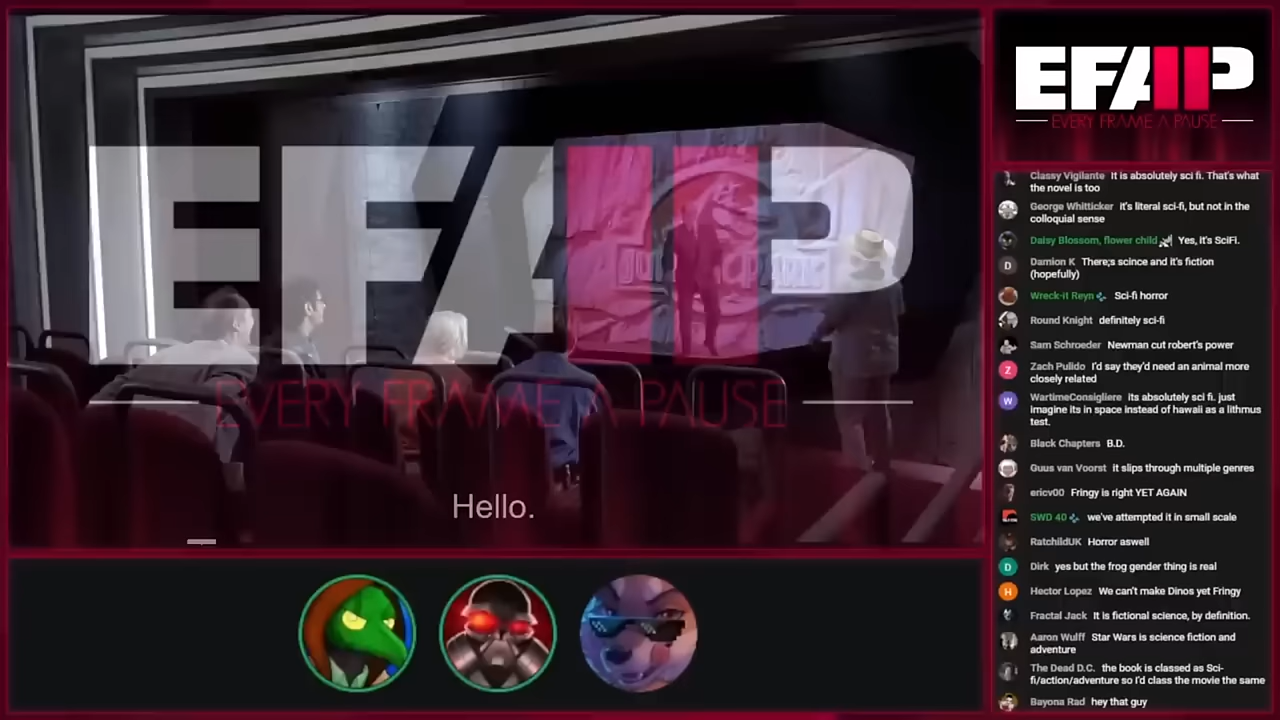 EFAP
EVERY FRAME A PAUSE
Hello.
EFAP
EVERY FRAME A PAUSE
Classy Vigilante It is absolutely sci fi. That's what
the novel is too
George Whitticker it's literal sci-fi, but not in the
colloquial sense
Daisy Blossom, flower child Yes, it's SciFi.
D
Damion K There;s scince and it's fiction
(hopefully)
Wreck-it Reyn Sci-fi horror
Round Knight definitely sci-fi
Sam Schroeder Newman cut robert's power
Z
Zach Pulido I'd say they'd need an animal more
closely related
W
WartimeConsigliere its absolutely sci fi. just
imagine its in space instead of hawaii as a lithmus
test.
Black Chapters B.D.
Guus van Voorst it slips through multiple genres
ericv00 Fringy is right YET AGAIN
SWD 40 we've attempted it in small scale
RatchildUK Horror aswell
D
Dirk yes but the frog gender thing is real
H
Hector Lopez We can't make Dinos yet Fringy
Fractal Jack It is fictional science, by definition.
Aaron Wulff Star Wars is science fiction and
adventure
The Dead D.C. the book is classed as Sci-
fi/action/adventure so I'd class the movie the same
Bayona Rad hey that guy